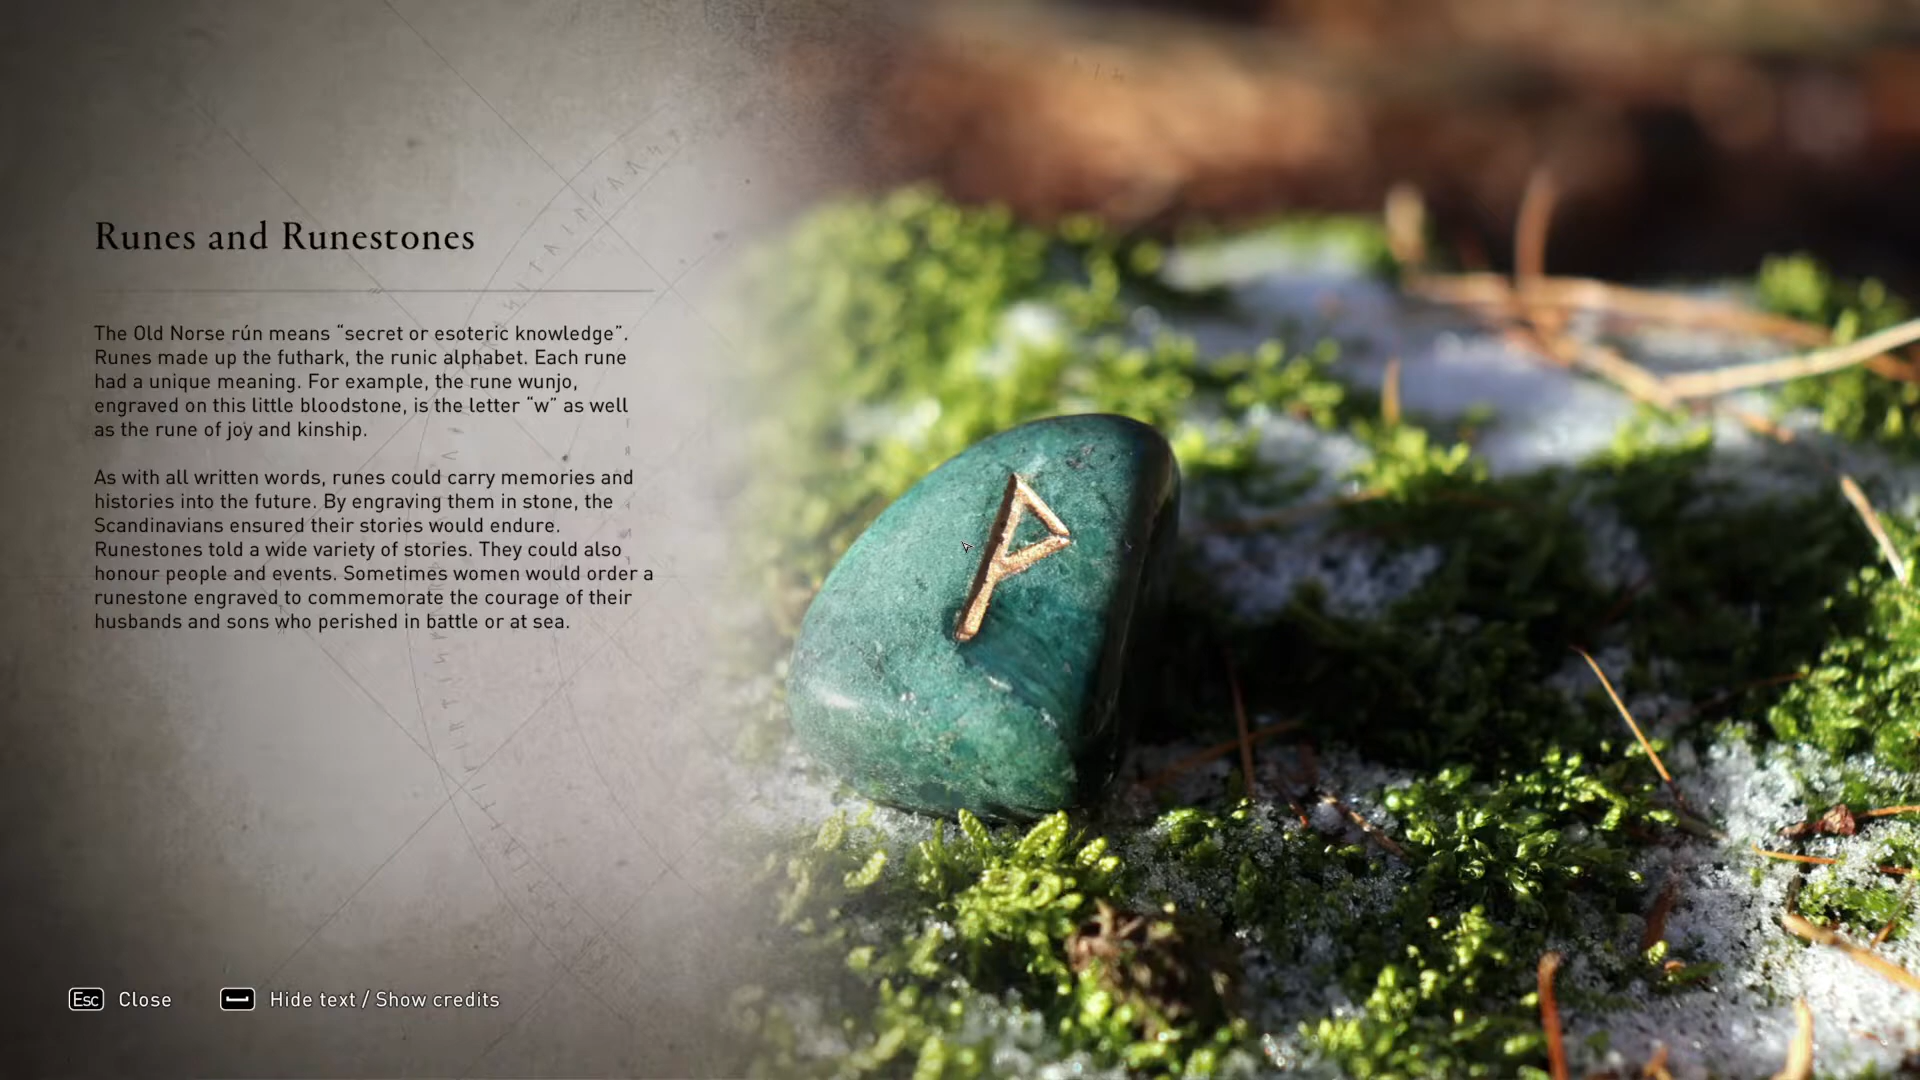 Runes and Runestones
The Old Norse rún means “secret or esoteric knowledge”.
Runes made up the futhark, the runic alphabet. Each rune
had a unique meaning. For example, the rune wunjo,
engraved on this little bloodstone, is the letter “w” as well
as the rune of joy and kinship.
As with all written words, runes could carry memories and
histories into the future. By engraving them in stone, the
Scandinavians ensured their stories would endure.
Runestones told a wide variety of stories. They could also
honour people and events. Sometimes women would order a
runestone engraved to commemorate the courage of their
husbands and sons who perished in battle or at sea.
ᚹ
Esc Close
Hide text / Show credits